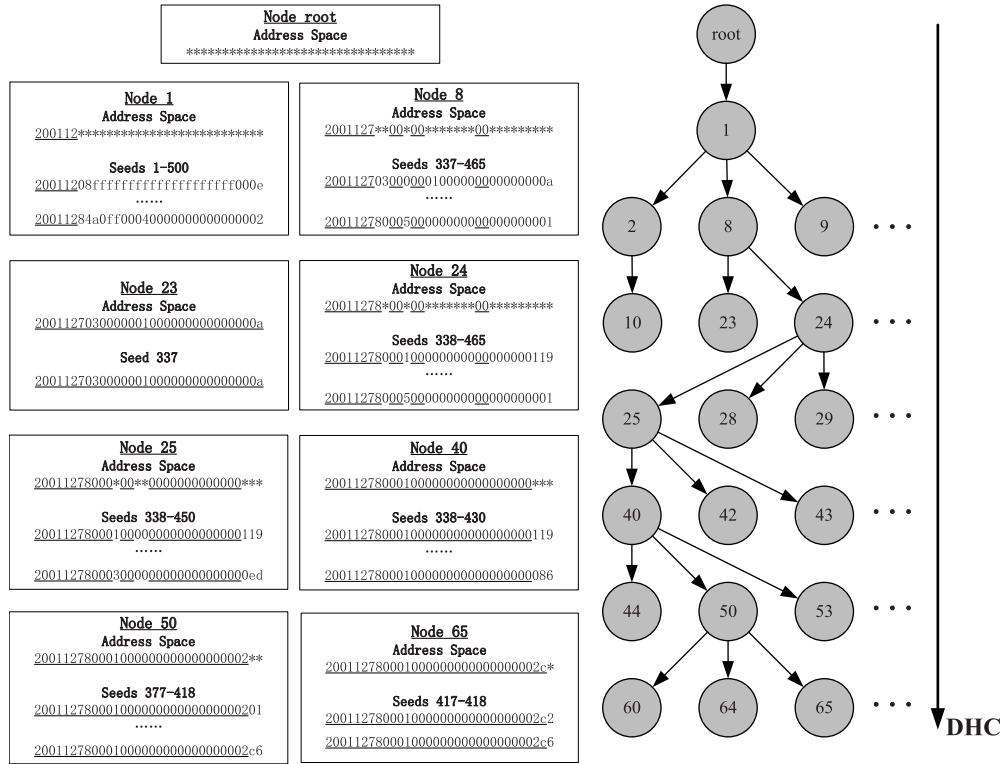 Node root
Address Space
********************************
Node 1
Address Space
200112**************************
Seeds 1-500
20011208ffffffffffffffffffff000e
......
20011284a0ff00040000000000000002
Node 8
Address Space
2001127**00*00*******00*********
Seeds 337-465
2001127030000001000000000000000a
......
20011278000500000000000000000001
Node 23
Address Space
2001127030000001000000000000000a
Seed 337
2001127030000001000000000000000a
Node 24
Address Space
20011278*00*00*******00*********
Seeds 338-465
20011278000100000000000000000119
......
20011278000500000000000000000001
Node 25
Address Space
20011278000*00**0000000000000***
Seeds 338-450
20011278000100000000000000000119
......
200112780003000000000000000000ed
Node 40
Address Space
20011278000100000000000000000***
Seeds 338-430
20011278000100000000000000000119
......
20011278000100000000000000000086
Node 50
Address Space
200112780001000000000000000002**
Seeds 377-418
20011278000100000000000000000201
......
200112780001000000000000000002c6
Node 65
Address Space
200112780001000000000000000002c*
Seeds 417-418
200112780001000000000000000002c2
200112780001000000000000000002c6
root
1
2 8 9 ...
10 23 24 ...
25 28 29 ...
40 42 43 ...
44 50 53 ...
60 64 65 ...
DHC